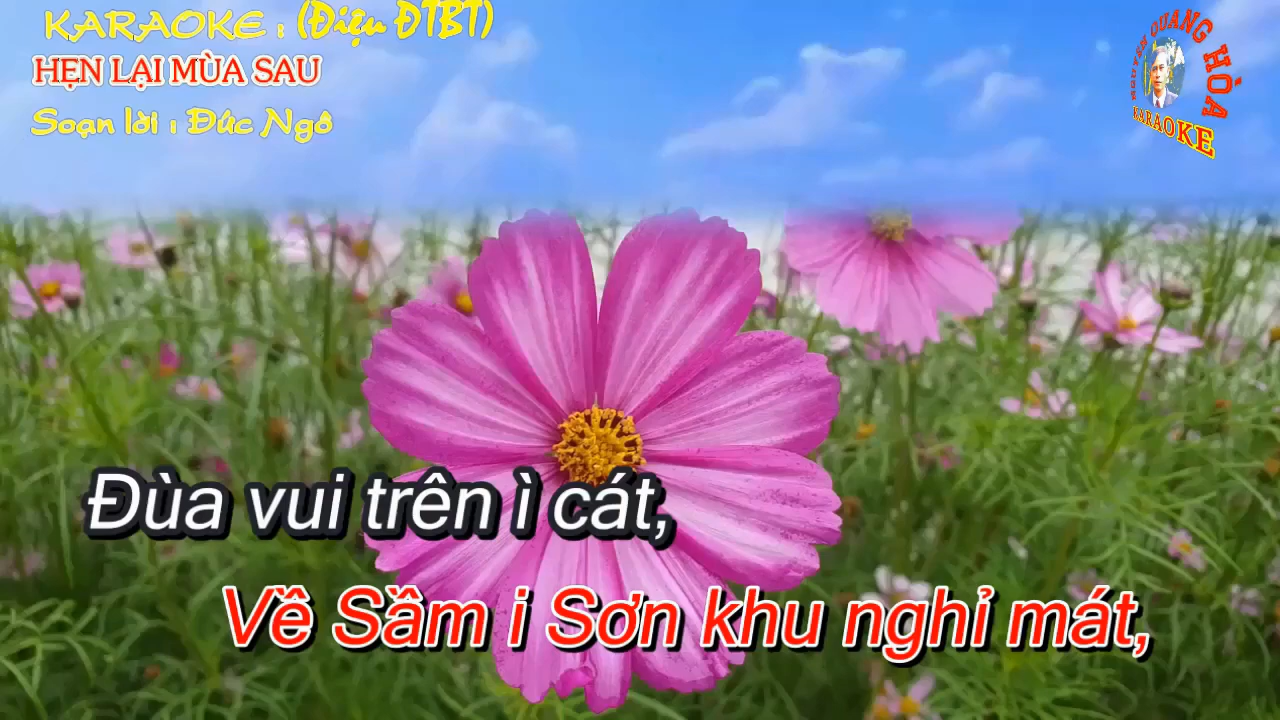 KARAOKE : (Điệu ĐTBT)
HẸN LẠI MÙA SAU
Soạn lời : Đức Ngô
NGUYEN QUANG HÒA
KARAOKE
Đùa vui trên ì cát,
Về Sầm i Sơn khu nghỉ mát,